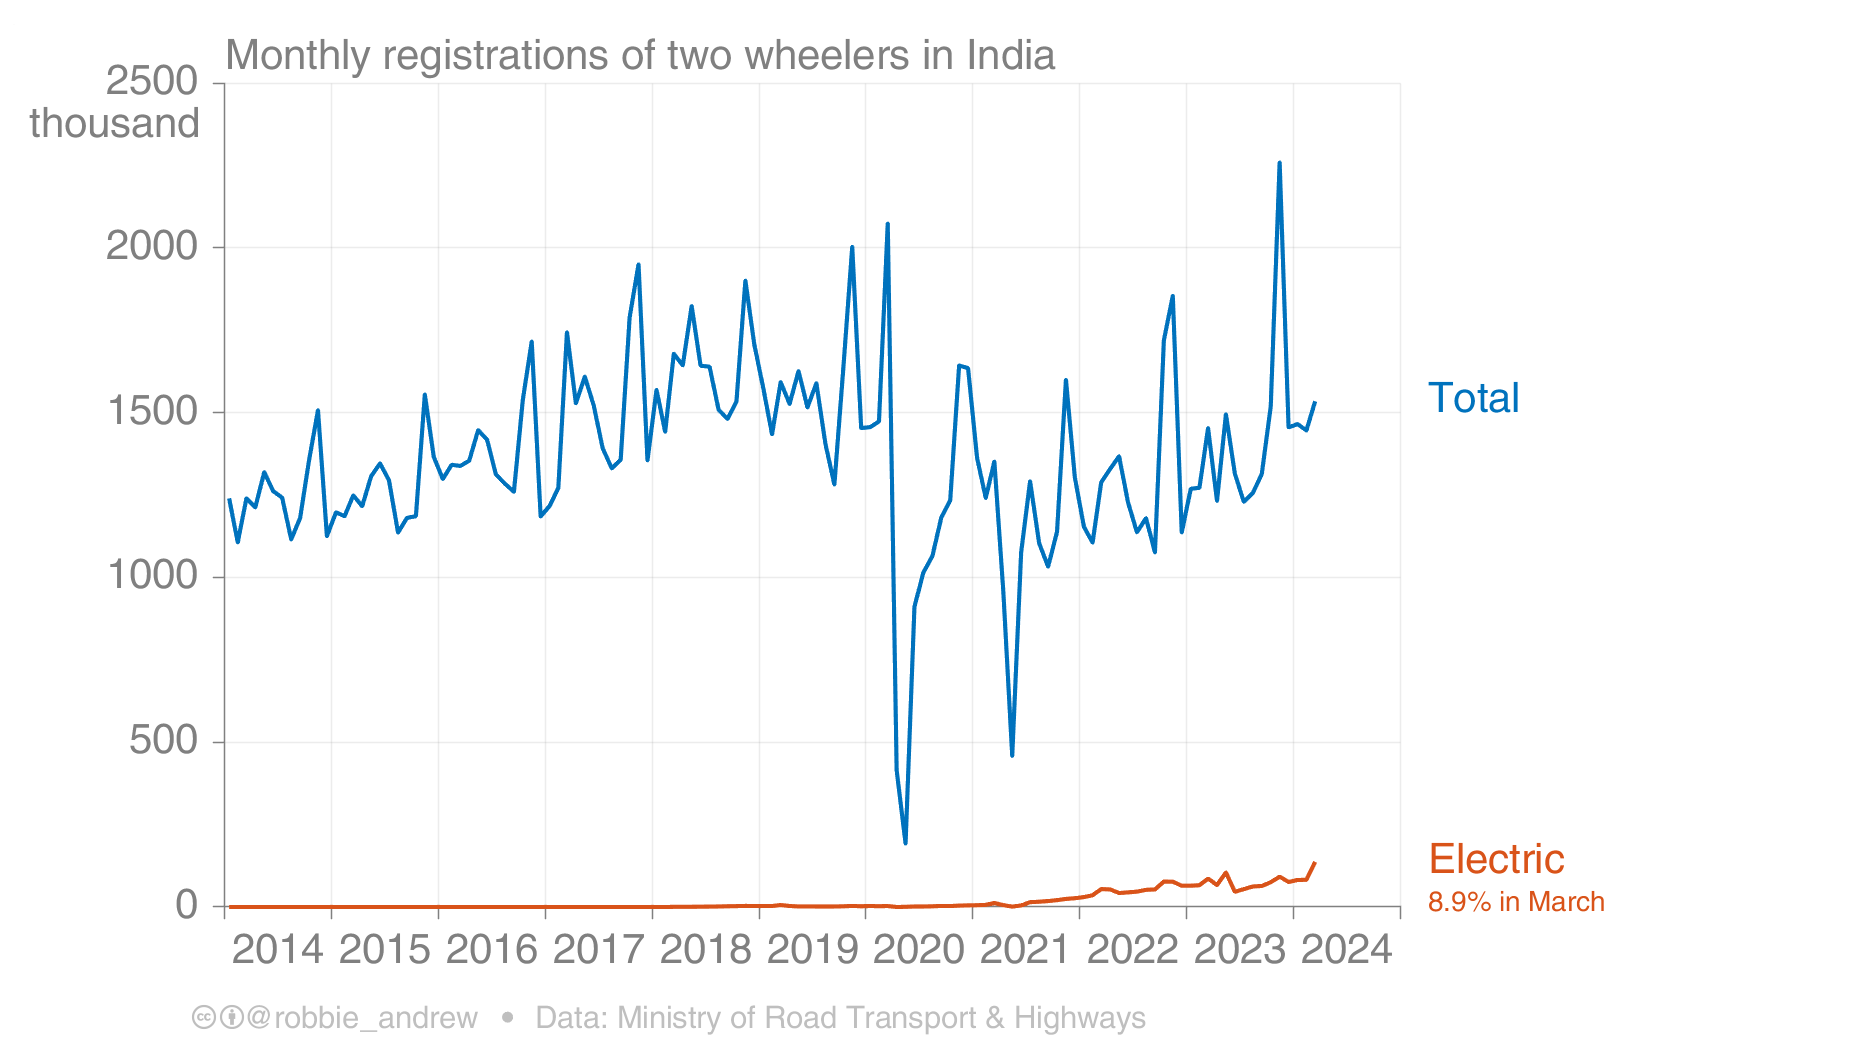 Monthly registrations of two wheelers in India
2500
thousand
2000
1500
1000
500
0
2014 2015 2016 2017 2018 2019 2020 2021 2022 2023 2024
Total
Electric
8.9% in March
cc @robbie_andrew • Data: Ministry of Road Transport & Highways